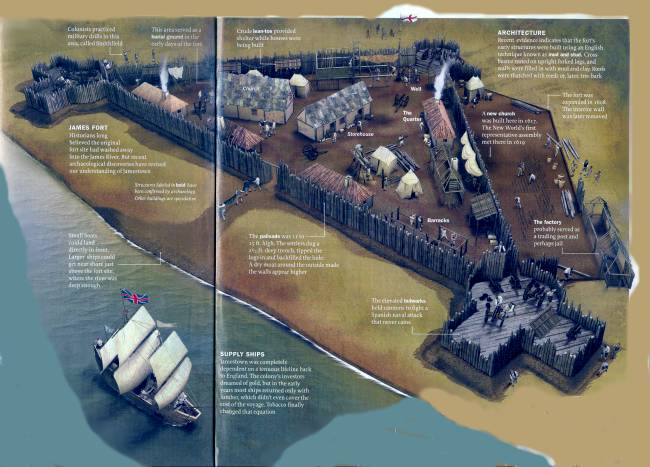 Colonists practiced
military drills in this
area, called Smithfield
This area served as a
burial ground in the
early days of the fort
Crude lean-tos provided
shelter while houses were
being built
ARCHITECTURE
Recent evidence indicates that the fort's
early structures were built using an English
technique known as mud and stud. Cross-
beams rested on upright forked legs, and
walls were filled in with mud and clay. Roofs
were thatched with reeds or, later, tree bark
The fort was
expanded in 1608.
The interior wall
was later removed
Church
Well
The
Quarter
Storehouse
A new church
was built here in 1617.
The New World's first
representative assembly
met there in 1619
JAMES FORT
Historians long
believed the original
fort site had washed away
into the James River. But recent
archaeological discoveries have revised
our understanding of Jamestown
Structures labeled in bold have
been confirmed by archaeology.
Other buildings are speculative
Small boats
could land
directly in front.
Larger ships could
get near shore just
above the fort site,
where the river was
deep enough
The palisade was
15 ft. high. The settlers dug a
2½-ft. deep trench, tipped the
logs in and backfilled the hole.
A dry moat around the outside made
the walls appear higher
Barracks
The factory
probably served as
a trading post and
perhaps jail
The elevated bulwarks
held cannons to fight a
Spanish naval attack
that never came
SUPPLY SHIPS
Jamestown was completely
dependent on a tenuous lifeline back
to England. The colony's investors
dreamed of gold, but in the early
years most ships returned only with
lumber, which didn't even cover the
cost of the voyage. Tobacco finally
changed that equation